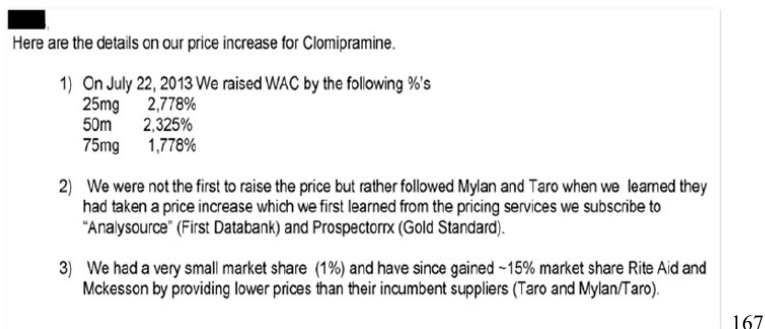 Here are the details on our price increase for Clomipramine.
1) On July 22, 2013 We raised WAC by the following %'s
25mg 2,778%
50m 2,325%
75mg 1,778%
2) We were not the first to raise the price but rather followed Mylan and Taro when we learned they
had taken a price increase which we first learned from the pricing services we subscribe to
"Analysource" (First Databank) and Prospectorrx (Gold Standard).
3) We had a very small market share (1%) and have since gained ~15% market share Rite Aid and
Mckesson by providing lower prices than their incumbent suppliers (Taro and Mylan/Taro).
167